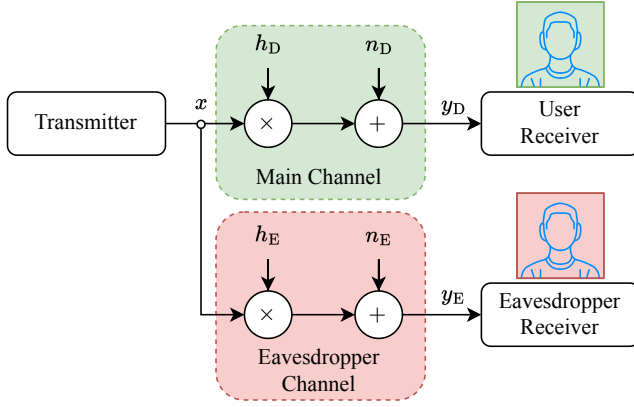 h_D
n_D
Transmitter
x
×
+
y_D
User
Receiver
Main Channel
h_E
n_E
×
+
y_E
Eavesdropper
Receiver
Eavesdropper
Channel